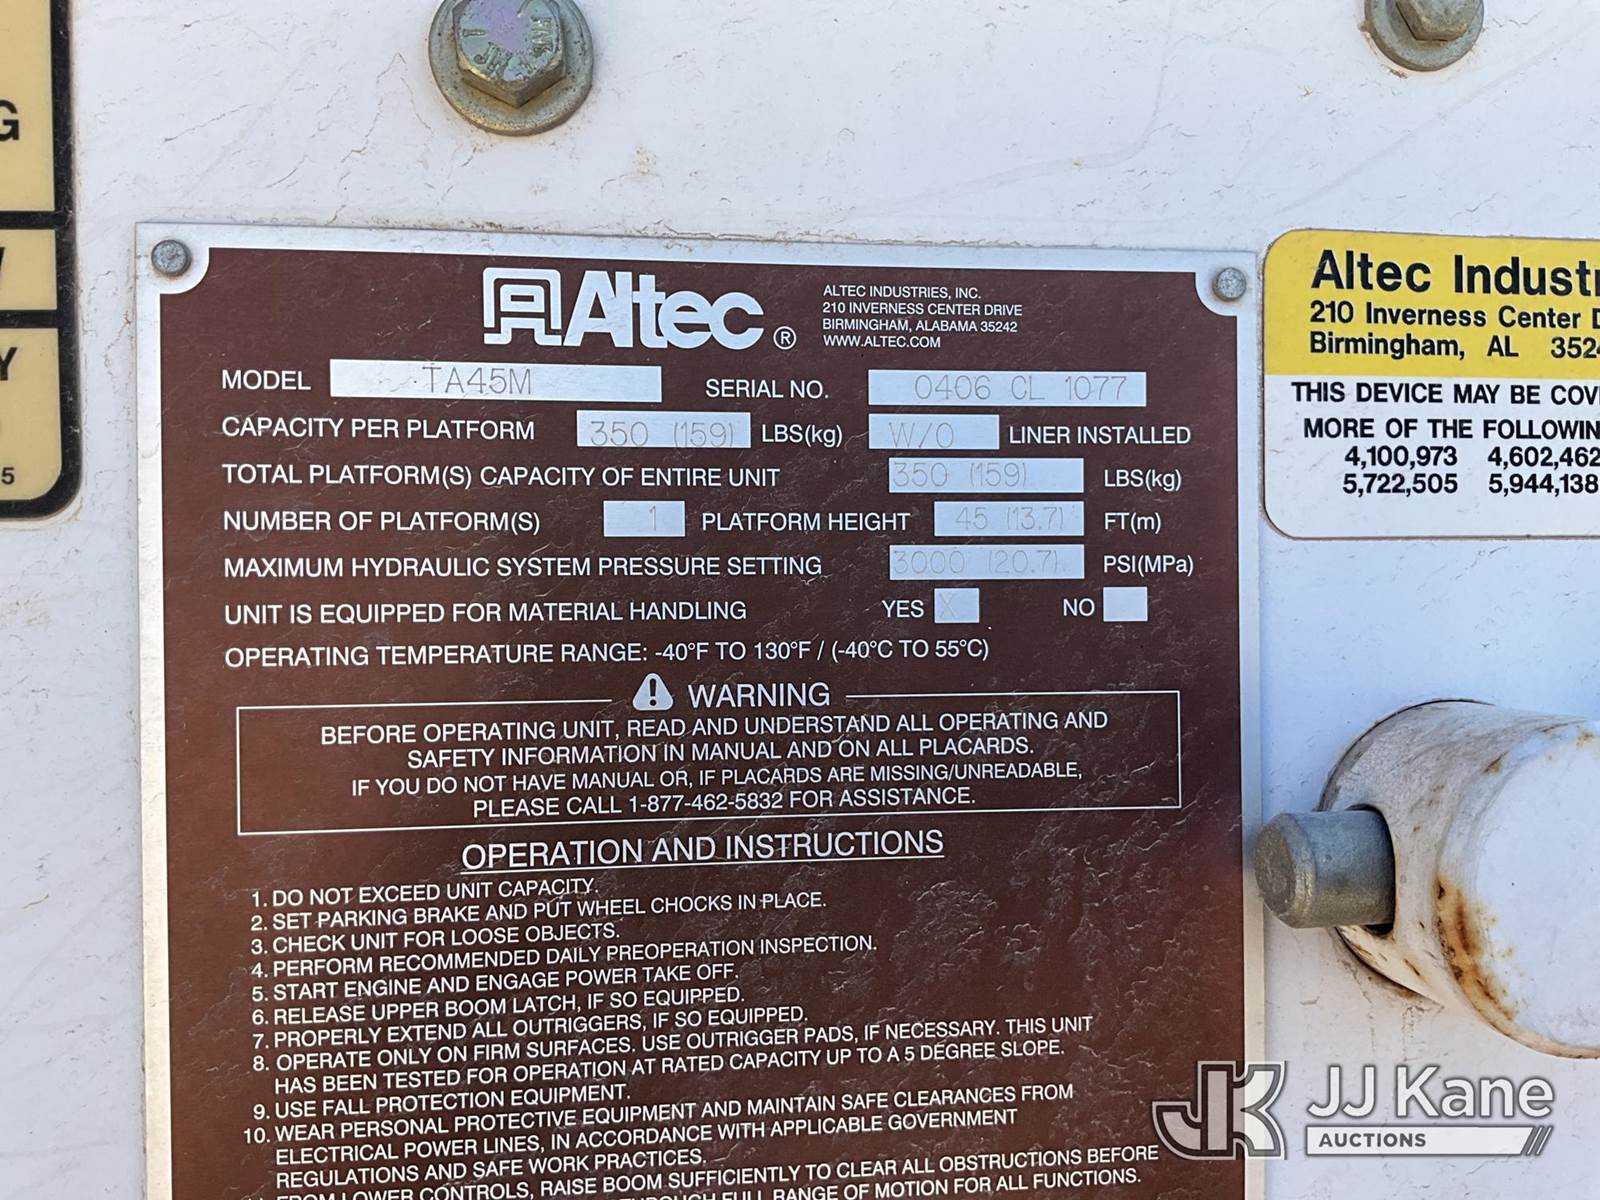 G
Y
5
Altec ®
ALTEC INDUSTRIES, INC.
210 INVERNESS CENTER DRIVE
BIRMINGHAM, ALABAMA 35242
WWW.ALTEC.COM
MODEL TA45M SERIAL NO. 0406 CL 1077
CAPACITY PER PLATFORM 350 (159) LBS(kg) W/O LINER INSTALLED
TOTAL PLATFORM(S) CAPACITY OF ENTIRE UNIT 350 (159) LBS(kg)
NUMBER OF PLATFORM(S) 1 PLATFORM HEIGHT 45 (13.7) FT(m)
MAXIMUM HYDRAULIC SYSTEM PRESSURE SETTING 3000 (20.7) PSI(MPa)
UNIT IS EQUIPPED FOR MATERIAL HANDLING YES X NO
OPERATING TEMPERATURE RANGE: -40°F TO 130°F / (-40°C TO 55°C)
WARNING
BEFORE OPERATING UNIT, READ AND UNDERSTAND ALL OPERATING AND
SAFETY INFORMATION IN MANUAL AND ON ALL PLACARDS.
IF YOU DO NOT HAVE MANUAL OR, IF PLACARDS ARE MISSING/UNREADABLE,
PLEASE CALL 1-877-462-5832 FOR ASSISTANCE.
OPERATION AND INSTRUCTIONS
1. DO NOT EXCEED UNIT CAPACITY.
2. SET PARKING BRAKE AND PUT WHEEL CHOCKS IN PLACE.
3. CHECK UNIT FOR LOOSE OBJECTS.
4. PERFORM RECOMMENDED DAILY PREOPERATION INSPECTION.
5. START ENGINE AND ENGAGE POWER TAKE OFF.
6. RELEASE UPPER BOOM LATCH, IF SO EQUIPPED.
7. PROPERLY EXTEND ALL OUTRIGGERS, IF SO EQUIPPED.
8. OPERATE ONLY ON FIRM SURFACES. USE OUTRIGGER PADS, IF NECESSARY. THIS UNIT
HAS BEEN TESTED FOR OPERATION AT RATED CAPACITY UP TO A 5 DEGREE SLOPE.
9. USE FALL PROTECTION EQUIPMENT.
10. WEAR PERSONAL PROTECTIVE EQUIPMENT AND MAINTAIN SAFE CLEARANCES FROM
ELECTRICAL POWER LINES, IN ACCORDANCE WITH APPLICABLE GOVERNMENT
REGULATIONS AND SAFE WORK PRACTICES.
FROM LOWER CONTROLS, RAISE BOOM SUFFICIENTLY TO CLEAR ALL OBSTRUCTIONS BEFORE
THROUGH FULL RANGE OF MOTION FOR ALL FUNCTIONS.
Altec Industr
210 Inverness Center D
Birmingham, AL 352
THIS DEVICE MAY BE COV
MORE OF THE FOLLOWIN
4,100,973 4,602,462
5,722,505 5,944,138
JK JJ Kane
AUCTIONS